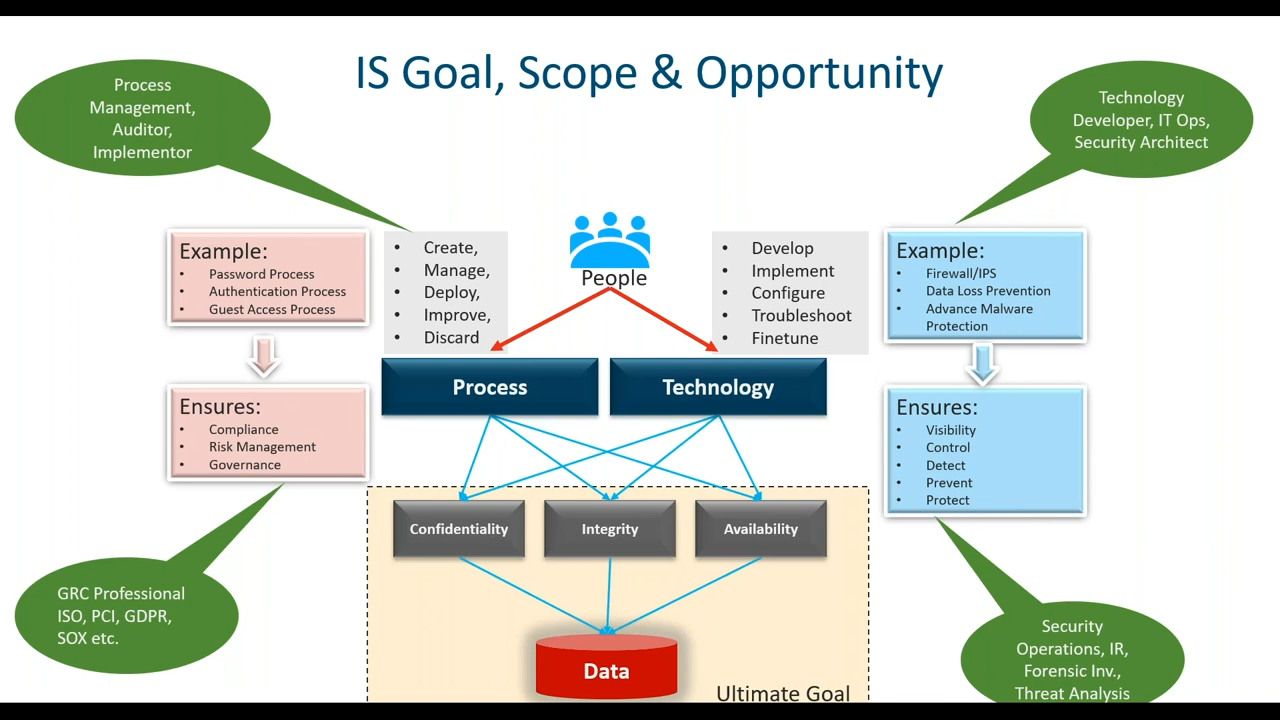 IS Goal, Scope & Opportunity
Process
Management,
Auditor,
Implementor
Technology
Developer, IT Ops,
Security Architect
Example:
• Password Process
• Authentication Process
• Guest Access Process
• Create,
• Manage,
• Deploy,
• Improve,
• Discard
People
• Develop
• Implement
• Configure
• Troubleshoot
• Finetune
Example:
• Firewall/IPS
• Data Loss Prevention
• Advance Malware
Protection
Process
Technology
Ensures:
• Compliance
• Risk Management
• Governance
Ensures:
• Visibility
• Control
• Detect
• Prevent
• Protect
Confidentiality
Integrity
Availability
GRC Professional
ISO, PCI, GDPR,
SOX etc.
Data
Ultimate Goal
Security
Operations, IR,
Forensic Inv.,
Threat Analysis